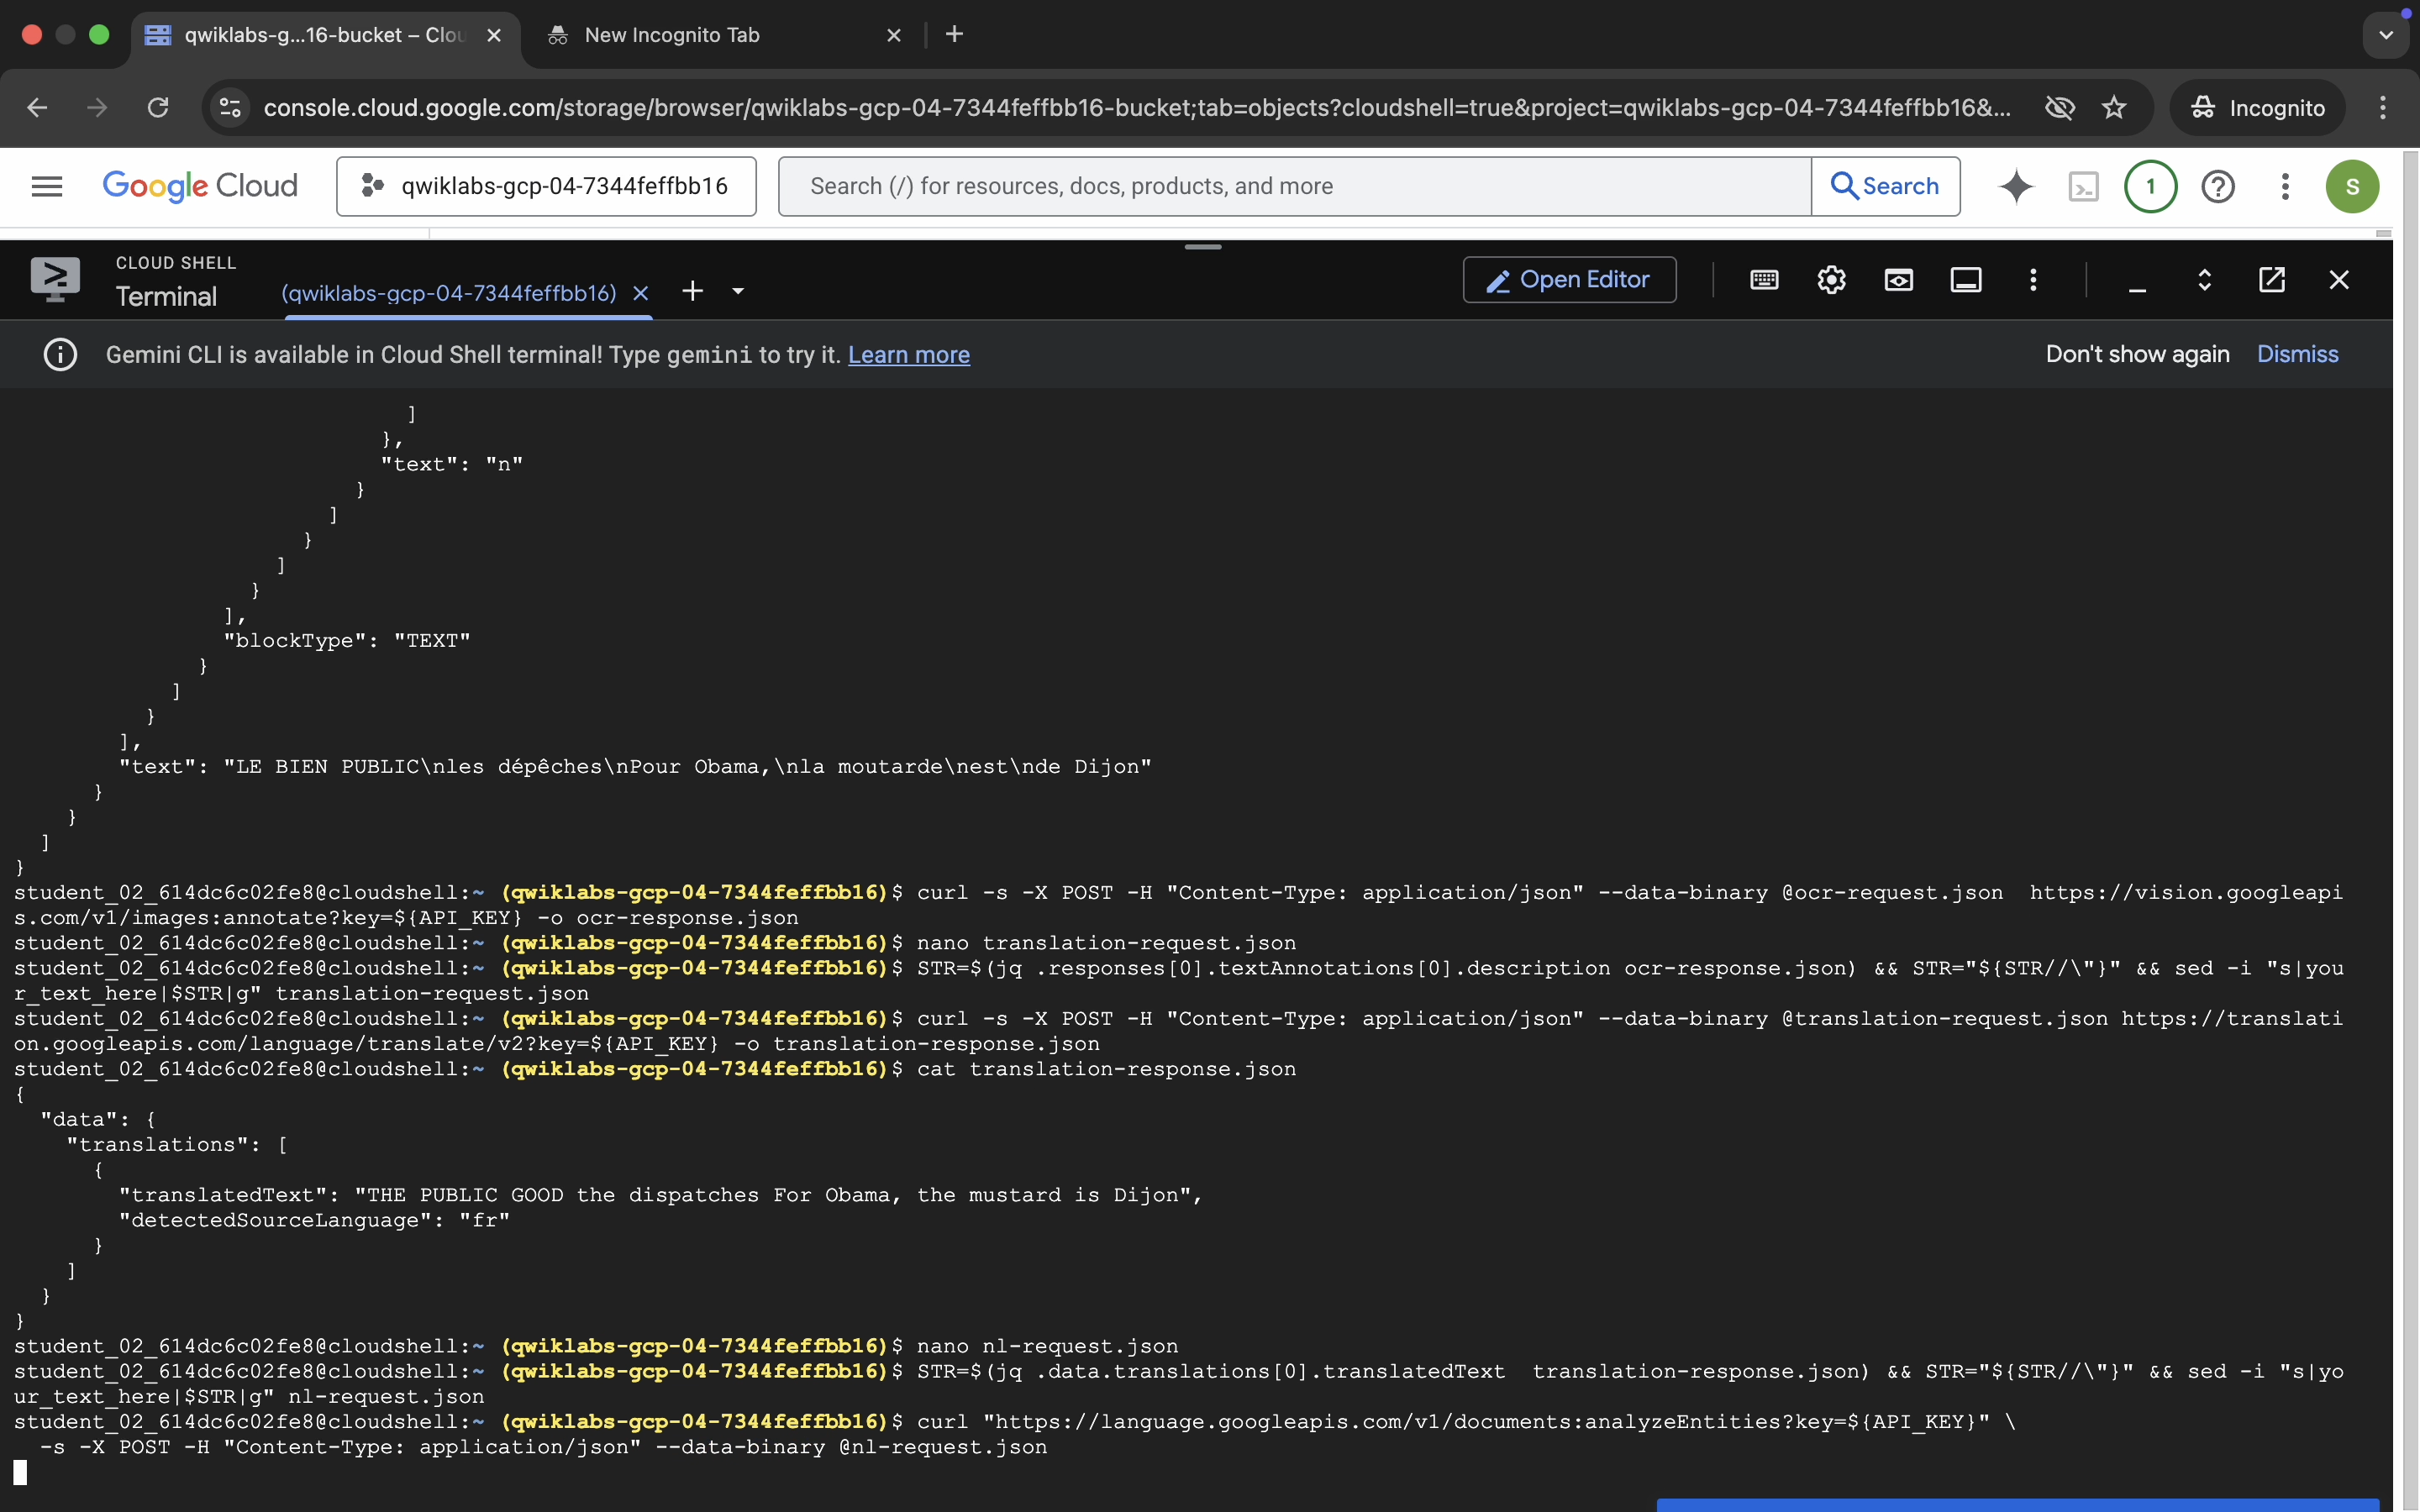 qwiklabs-g...16-bucket – Clou
New Incognito Tab
console.cloud.google.com/storage/browser/qwiklabs-gcp-04-7344feffbb16-bucket;tab=objects?cloudshell=true&project=qwiklabs-gcp-04-7344feffbb16&...
Incognito
Google Cloud
qwiklabs-gcp-04-7344feffbb16
Search (/) for resources, docs, products, and more
Search
1
S
CLOUD SHELL
Terminal
(qwiklabs-gcp-04-7344feffbb16)
Open Editor
Gemini CLI is available in Cloud Shell terminal! Type gemini to try it. Learn more
Don't show again
Dismiss
]
},
"text": "n"
}
]
}
]
}
],
"blockType": "TEXT"
}
]
}
],
"text": "LE BIEN PUBLIC\nles dépêches\nPour Obama,\nla moutarde\nest\nde Dijon"
}
}
]
}
student_02_614dc6c02fe8@cloudshell:~ (qwiklabs-gcp-04-7344feffbb16)$ curl -s -X POST -H "Content-Type: application/json" --data-binary @ocr-request.json  https://vision.googleapi
s.com/v1/images:annotate?key=${API_KEY} -o ocr-response.json
student_02_614dc6c02fe8@cloudshell:~ (qwiklabs-gcp-04-7344feffbb16)$ nano translation-request.json
student_02_614dc6c02fe8@cloudshell:~ (qwiklabs-gcp-04-7344feffbb16)$ STR=$(jq .responses[0].textAnnotations[0].description ocr-response.json) && STR="${STR//\"}" && sed -i "s|you
r_text_here|$STR|g" translation-request.json
student_02_614dc6c02fe8@cloudshell:~ (qwiklabs-gcp-04-7344feffbb16)$ curl -s -X POST -H "Content-Type: application/json" --data-binary @translation-request.json https://translati
on.googleapis.com/language/translate/v2?key=${API_KEY} -o translation-response.json
student_02_614dc6c02fe8@cloudshell:~ (qwiklabs-gcp-04-7344feffbb16)$ cat translation-response.json
{
"data": {
"translations": [
{
"translatedText": "THE PUBLIC GOOD the dispatches For Obama, the mustard is Dijon",
"detectedSourceLanguage": "fr"
}
]
}
}
student_02_614dc6c02fe8@cloudshell:~ (qwiklabs-gcp-04-7344feffbb16)$ nano nl-request.json
student_02_614dc6c02fe8@cloudshell:~ (qwiklabs-gcp-04-7344feffbb16)$ STR=$(jq .data.translations[0].translatedText  translation-response.json) && STR="${STR//\"}" && sed -i "s|yo
ur_text_here|$STR|g" nl-request.json
student_02_614dc6c02fe8@cloudshell:~ (qwiklabs-gcp-04-7344feffbb16)$ curl "https://language.googleapis.com/v1/documents:analyzeEntities?key=${API_KEY}" \
-s -X POST -H "Content-Type: application/json" --data-binary @nl-request.json